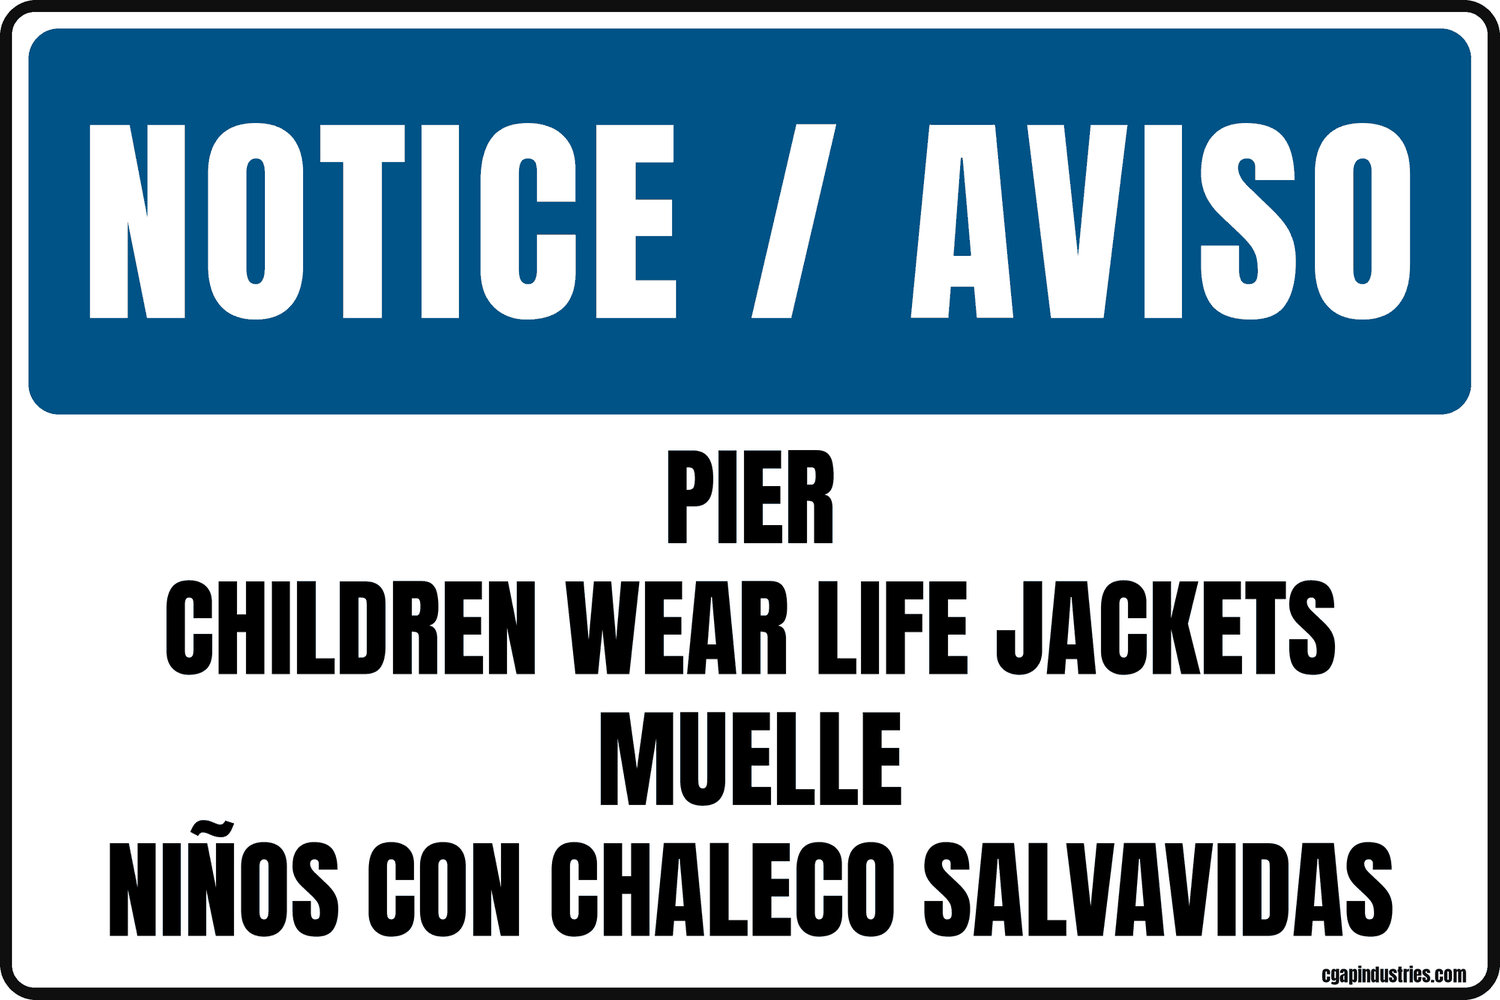 NOTICE / AVISO
PIER
CHILDREN WEAR LIFE JACKETS
MUELLE
NIÑOS CON CHALECO SALVAVIDAS
cgapindustries.com